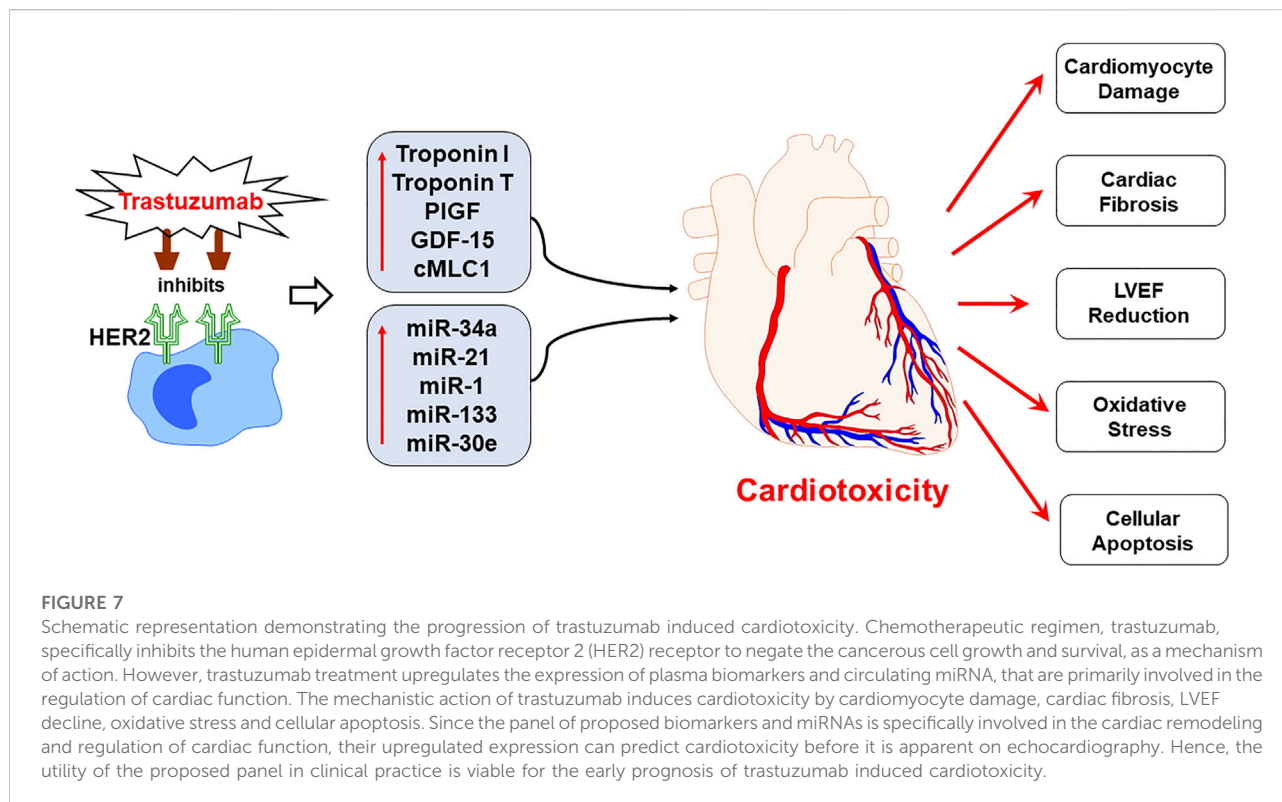 Trastuzumab
inhibits
HER2
Troponin I
Troponin T
PIGF
GDF-15
cMLC1
miR-34a
miR-21
miR-1
miR-133
miR-30e
Cardiotoxicity
Cardiomyocyte
Damage
Cardiac
Fibrosis
LVEF
Reduction
Oxidative
Stress
Cellular
Apoptosis
FIGURE 7
Schematic representation demonstrating the progression of trastuzumab induced cardiotoxicity. Chemotherapeutic regimen, trastuzumab,
specifically inhibits the human epidermal growth factor receptor 2 (HER2) receptor to negate the cancerous cell growth and survival, as a mechanism
of action. However, trastuzumab treatment upregulates the expression of plasma biomarkers and circulating miRNA, that are primarily involved in the
regulation of cardiac function. The mechanistic action of trastuzumab induces cardiotoxicity by cardiomyocyte damage, cardiac fibrosis, LVEF
decline, oxidative stress and cellular apoptosis. Since the panel of proposed biomarkers and miRNAs is specifically involved in the cardiac remodeling
and regulation of cardiac function, their upregulated expression can predict cardiotoxicity before it is apparent on echocardiography. Hence, the
utility of the proposed panel in clinical practice is viable for the early prognosis of trastuzumab induced cardiotoxicity.